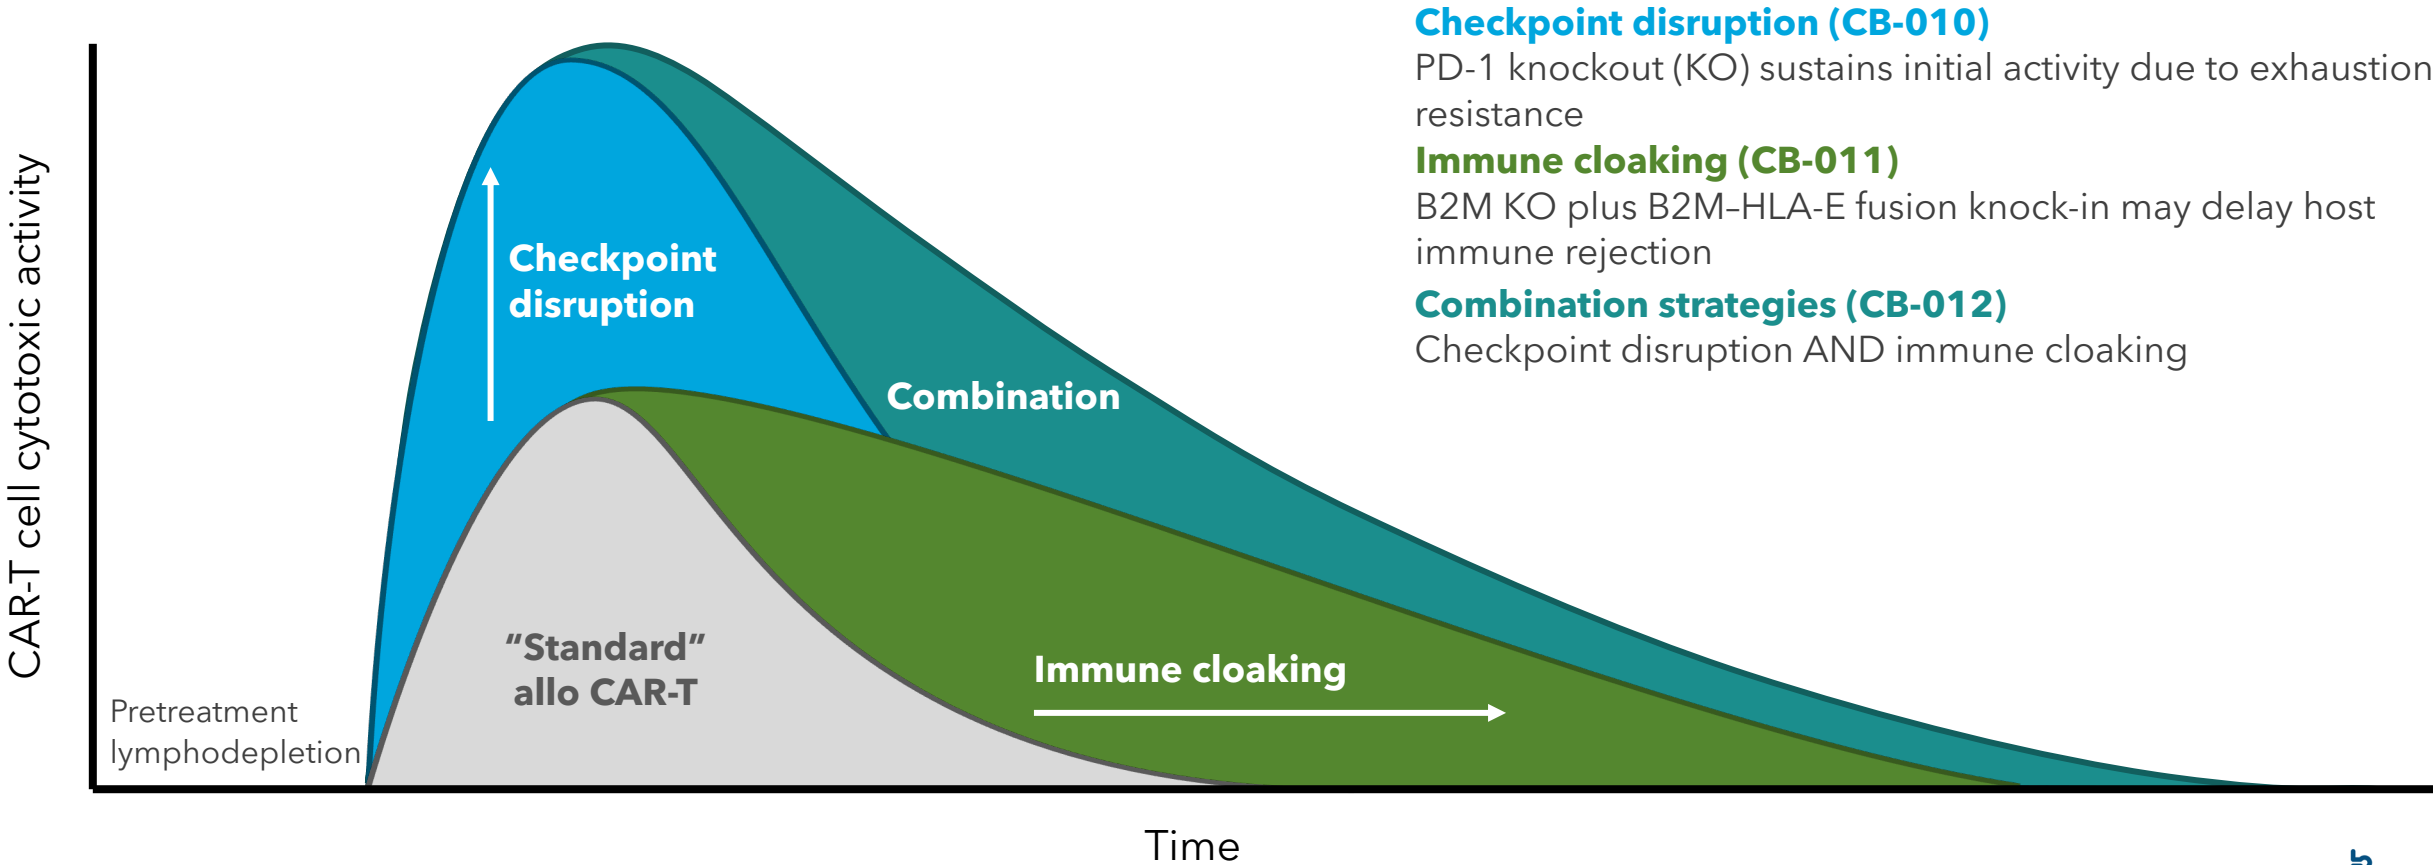 Checkpoint disruption (CB-010)
PD-1 knockout (KO) sustains initial activity due to exhaustion
resistance
Immune cloaking (CB-011)
B2M KO plus B2M–HLA-E fusion knock-in may delay host
immune rejection
Combination strategies (CB-012)
Checkpoint disruption AND immune cloaking
CAR-T cell cytotoxic activity
Checkpoint
disruption
Combination
"Standard"
allo CAR-T
Immune cloaking
Pretreatment
lymphodepletion
Time